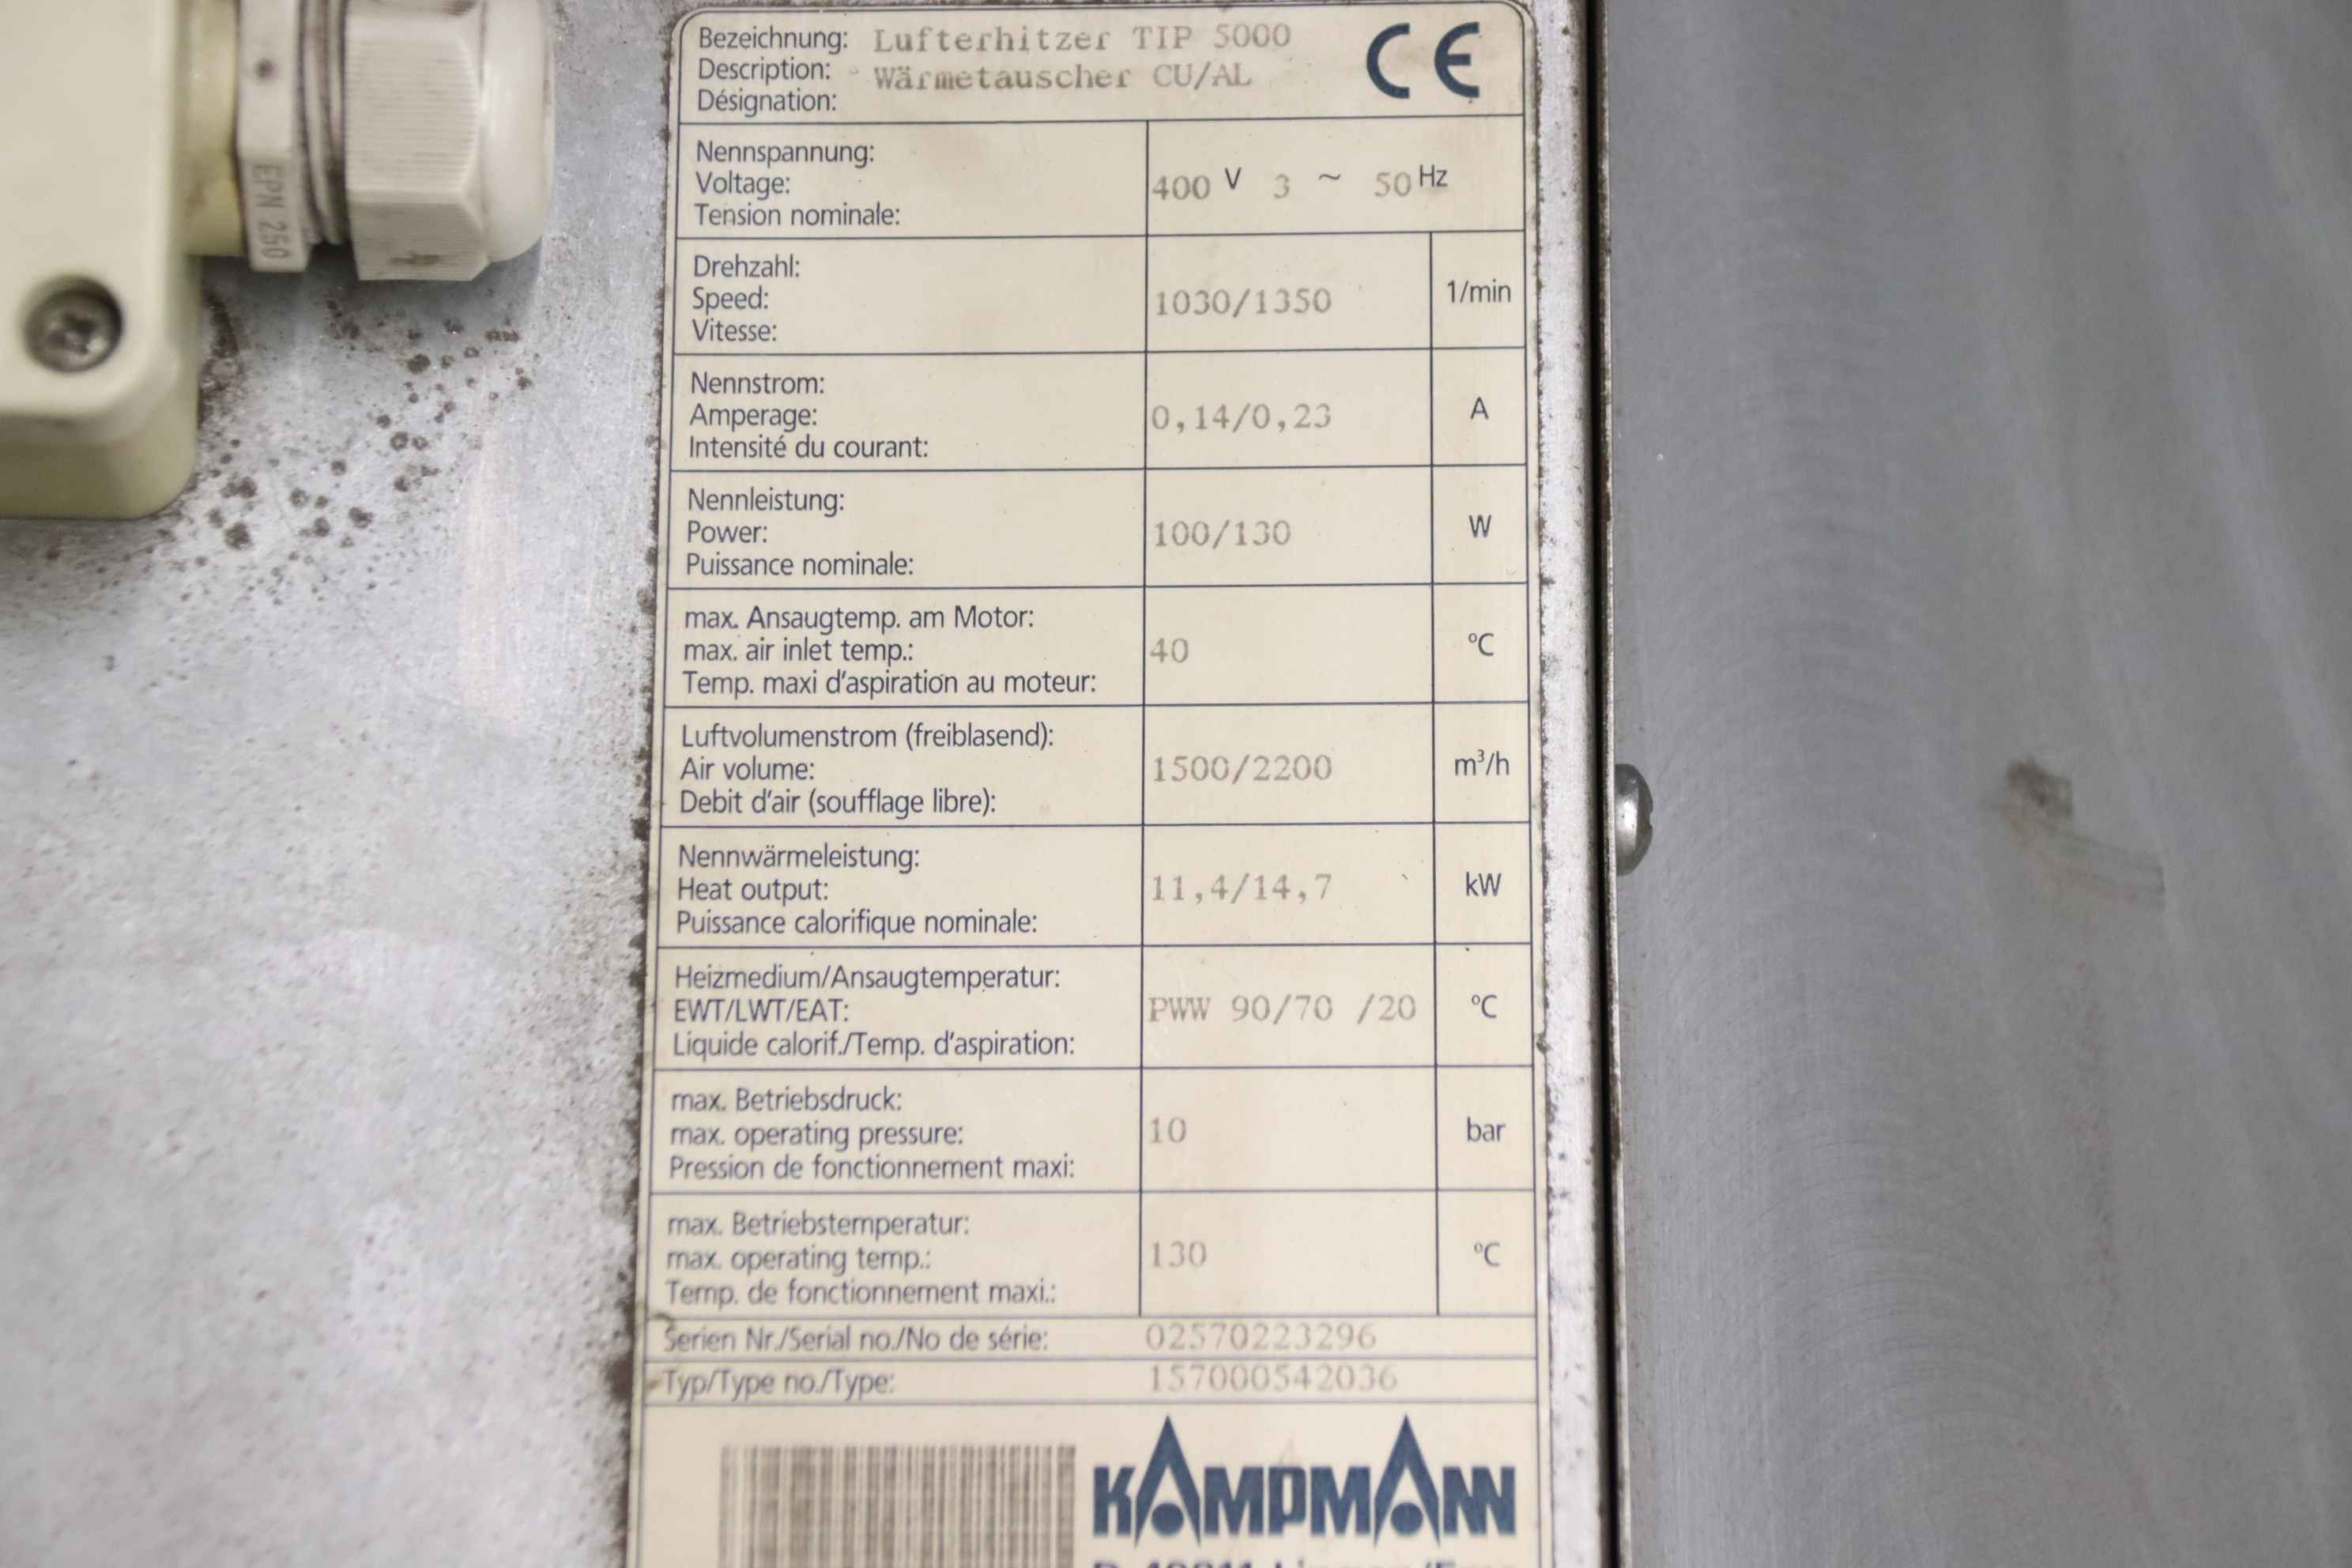 EPN 250
Bezeichnung: Lufterhitzer TIP 5000
Description: Wärmetauscher CU/AL
Désignation:
CE
Nennspannung:
Voltage: 400 V 3 ~ 50 Hz
Tension nominale:
Drehzahl:
Speed: 1030/1350 1/min
Vitesse:
Nennstrom:
Amperage: 0,14/0,23 A
Intensité du courant:
Nennleistung:
Power: 100/130 W
Puissance nominale:
max. Ansaugtemp. am Motor:
max. air inlet temp.: 40 °C
Temp. maxi d'aspiration au moteur:
Luftvolumenstrom (freiblasend):
Air volume: 1500/2200 m³/h
Debit d'air (soufflage libre):
Nennwärmeleistung:
Heat output: 11,4/14,7 kW
Puissance calorifique nominale:
Heizmedium/Ansaugtemperatur:
EWT/LWT/EAT: PWW 90/70 /20 °C
Liquide calorif./Temp. d'aspiration:
max. Betriebsdruck:
max. operating pressure: 10 bar
Pression de fonctionnement maxi:
max. Betriebstemperatur:
max. operating temp.: 130 °C
Temp. de fonctionnement maxi.:
Serien Nr./Serial no./No de série: 02570223296
Typ/Type no./Type: 157000542036
KAMPMANN